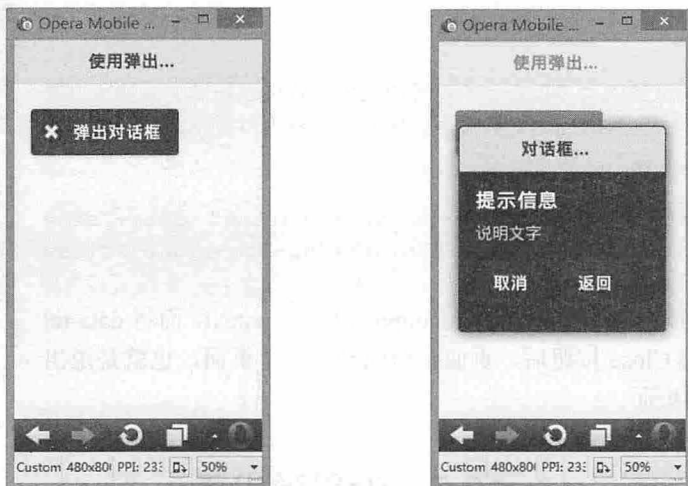 Opera Mobile ...
使用弹出...
弹出对话框
Custom 480x80 PPI: 23 50%
Opera Mobile ...
使用弹出...
对话框...
提示信息
说明文字
取消 返回
Custom 480x80 PPI: 23 50%